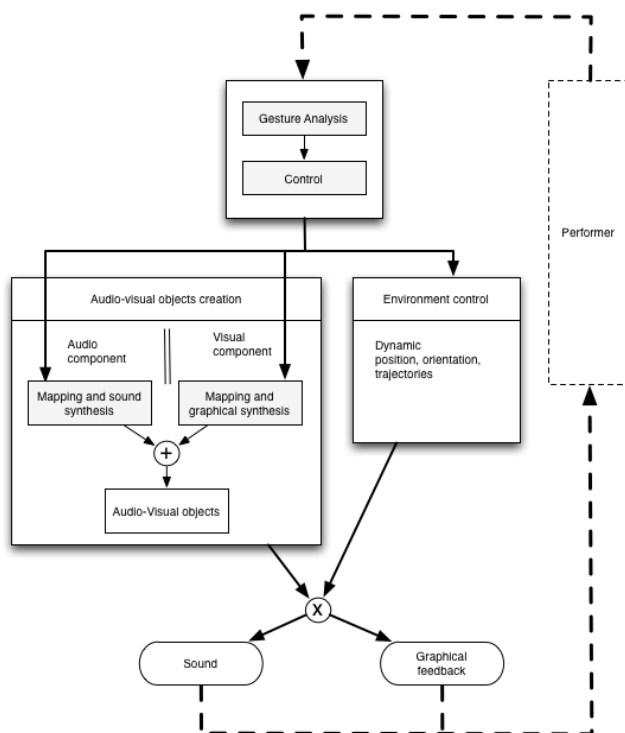 Gesture Analysis
Control
Performer
Audio-visual objects creation
Audio
component
Visual
component
Mapping and sound
synthesis
Mapping and
graphical synthesis
+
Audio-Visual objects
Environment control
Dynamic
position, orientation,
trajectories
X
Sound
Graphical
feedback